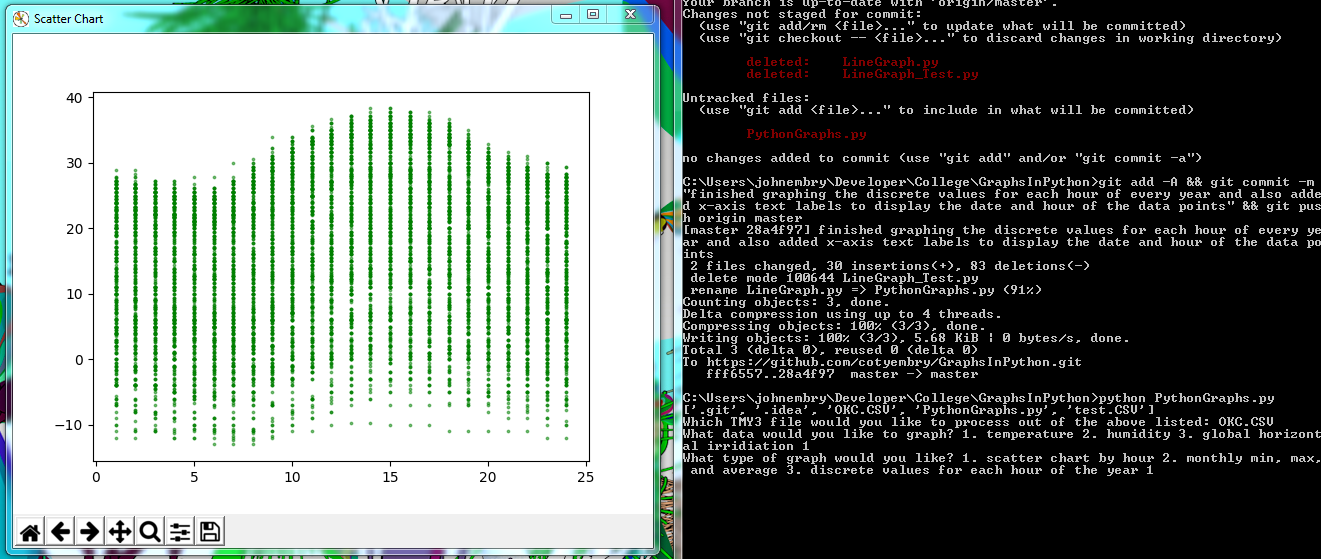 Scatter Chart
40
30
20
10
0
−10
0
5
10
15
20
25
Your branch is up-to-date with 'origin/master'.
Changes not staged for commit:
(use "git add/rm <file>..." to update what will be committed)
(use "git checkout -- <file>..." to discard changes in working directory)
deleted: LineGraph.py
deleted: LineGraph_Test.py
Untracked files:
(use "git add <file>..." to include in what will be committed)
PythonGraphs.py
no changes added to commit (use "git add" and/or "git commit -a")
C:\Users\johnembry\Developer\College\GraphsInPython>git add -A && git commit -m
"finished graphing the discrete values for each hour of every year and also adde
d x-axis text labels to display the date and hour of the data points" && git pus
h origin master
[master 28a4f97] finished graphing the discrete values for each hour of every ye
ar and also added x-axis text labels to display the date and hour of the data po
ints
2 files changed, 30 insertions(+), 83 deletions(-)
delete mode 100644 LineGraph_Test.py
rename LineGraph.py => PythonGraphs.py (91%)
Counting objects: 3, done.
Delta compression using up to 4 threads.
Compressing objects: 100% (3/3), done.
Writing objects: 100% (3/3), 5.68 KiB | 0 bytes/s, done.
Total 3 (delta 0), reused 0 (delta 0)
To https://github.com/cotyembry/GraphsInPython.git
fff6557..28a4f97 master -> master
C:\Users\johnembry\Developer\College\GraphsInPython>python PythonGraphs.py
['.git', '.idea', 'OKC.CSV', 'PythonGraphs.py', 'test.CSV']
Which TMY3 file would you like to process out of the above listed: OKC.CSV
What data would you like to graph? 1. temperature 2. humidity 3. global horizont
al irridiation 1
What type of graph would you like? 1. scatter chart by hour 2. monthly min, max,
and average 3. discrete values for each hour of the year 1